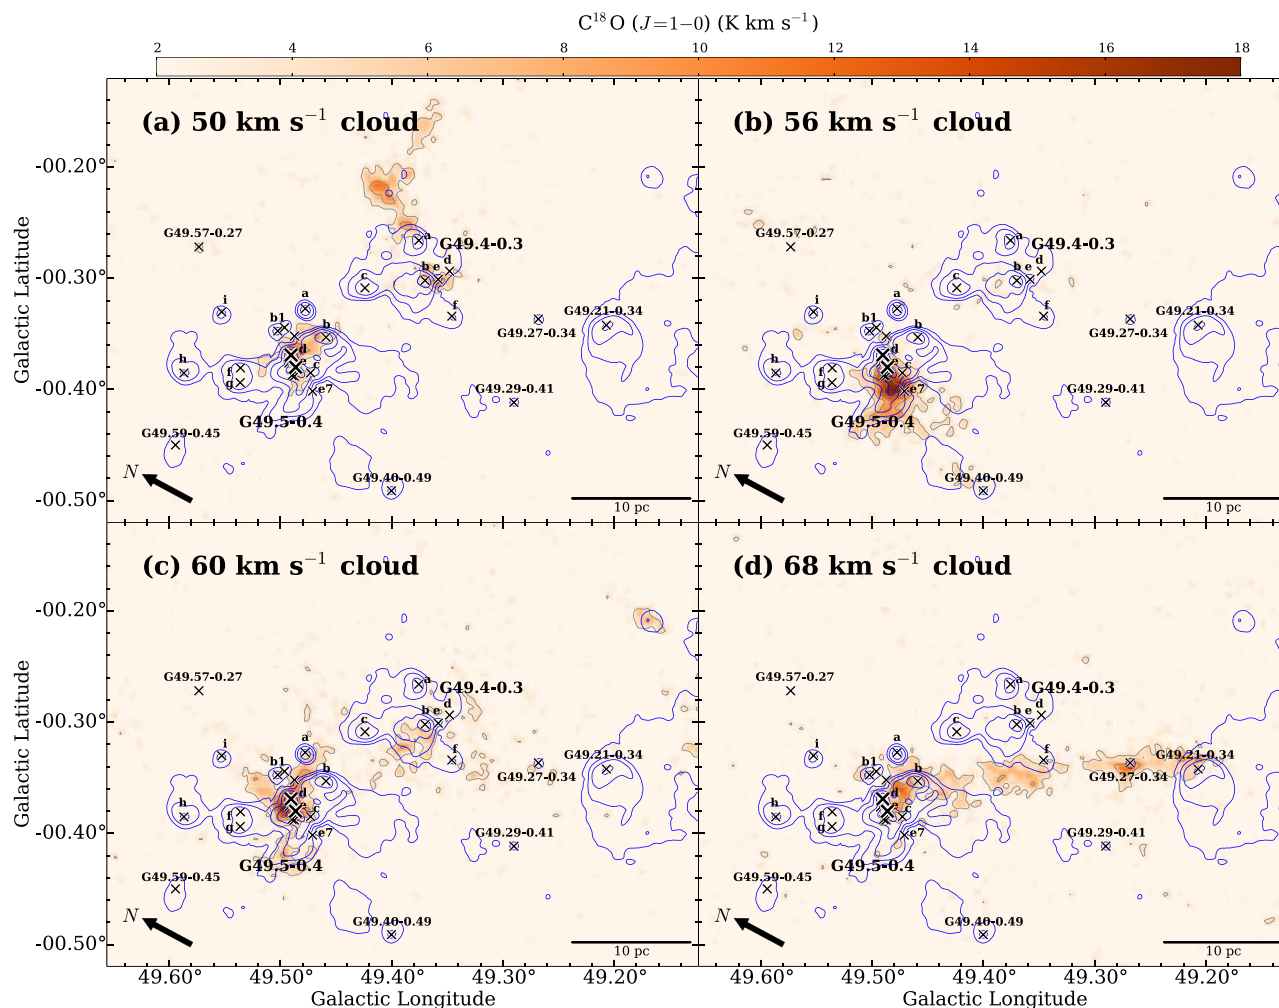 C¹⁸O (J=1−0) (K km s⁻¹)
2 4 6 8 10 12 14 16 18
(a) 50 km s⁻¹ cloud
G49.57-0.27
a
G49.4-0.3
d
b e
c
f
i
a
b1
b
G49.21-0.34
G49.27-0.34
h
d
e
c
f
g
e7
G49.29-0.41
G49.5-0.4
G49.59-0.45
G49.40-0.49
N
10 pc
(b) 56 km s⁻¹ cloud
G49.57-0.27
a
G49.4-0.3
d
b e
c
f
i
a
b1
b
G49.21-0.34
G49.27-0.34
h
d
e
c
f
g
e7
G49.29-0.41
G49.5-0.4
G49.59-0.45
G49.40-0.49
N
10 pc
(c) 60 km s⁻¹ cloud
G49.57-0.27
a
G49.4-0.3
d
b e
c
f
i
a
b1
b
G49.21-0.34
G49.27-0.34
h
d
e
c
f
g
e7
G49.29-0.41
G49.5-0.4
G49.59-0.45
G49.40-0.49
N
10 pc
(d) 68 km s⁻¹ cloud
G49.57-0.27
a
G49.4-0.3
d
b e
c
f
i
a
b1
b
G49.21-0.34
G49.27-0.34
h
d
e
c
f
g
e7
G49.29-0.41
G49.5-0.4
G49.59-0.45
G49.40-0.49
N
10 pc
-00.20°
-00.30°
-00.40°
-00.50°
Galactic Latitude
-00.20°
-00.30°
-00.40°
-00.50°
Galactic Latitude
49.60° 49.50° 49.40° 49.30° 49.20°
Galactic Longitude
49.60° 49.50° 49.40° 49.30° 49.20°
Galactic Longitude